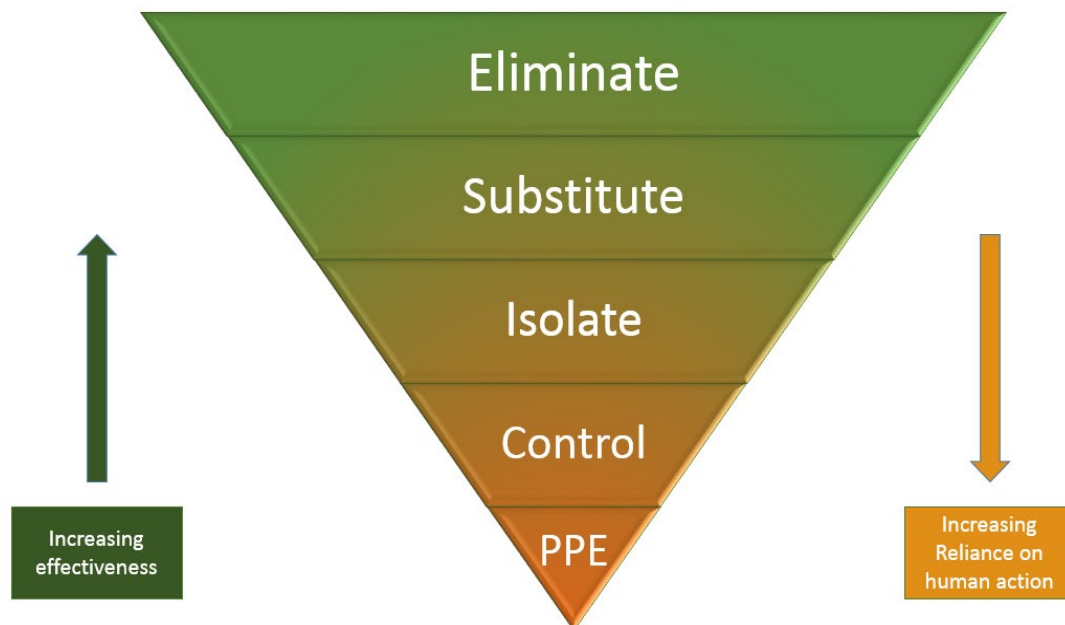 Eliminate
Substitute
Isolate
Control
PPE
Increasing
effectiveness
Increasing
Reliance on
human action